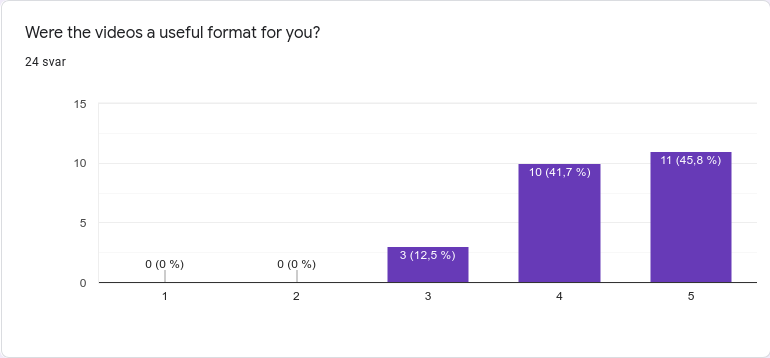 Were the videos a useful format for you?
24 svar
15
10
5
0
0 (0 %)
0 (0 %)
3 (12,5 %)
10 (41,7 %)
11 (45,8 %)
1 2 3 4 5